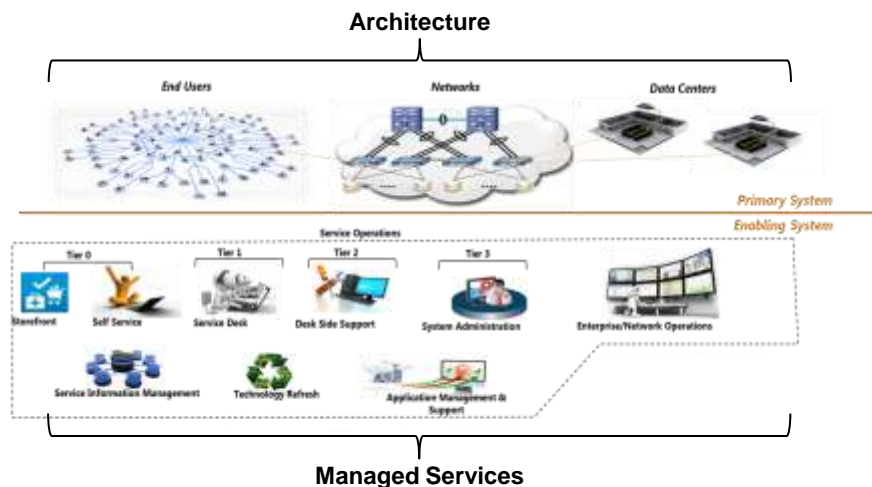 Architecture
End Users
Networks
Data Centers
Primary System
Enabling System
Service Operations
Tier 0
Tier 1
Tier 2
Tier 3
Storefront
Self Service
Service Desk
Desk Side Support
System Administration
Enterprise/Network Operations
Service Information Management
Technology Refresh
Application Management &
Support
Managed Services